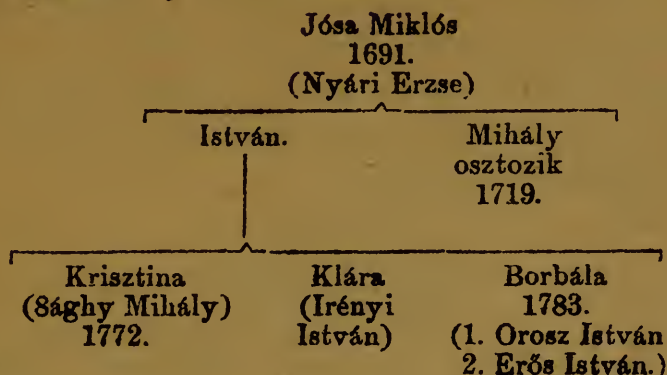 Jósa Miklós
1691.
(Nyári Erzse)
István.
Mihály
osztozik
1719.
Krisztina
(Sághy Mihály)
1772.
Klára
(Irényi
István)
Borbála
1783.
(1. Orosz István
2. Erős István.)